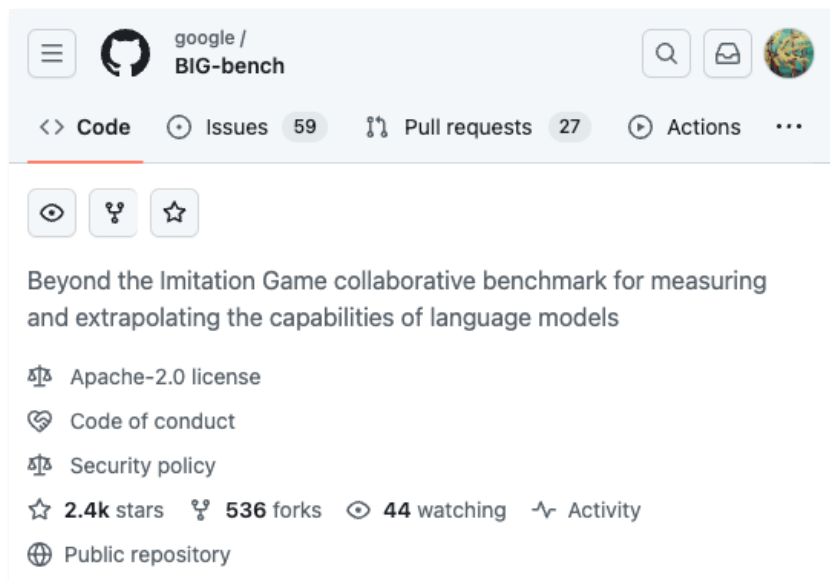 google /
BIG-bench
Code Issues 59 Pull requests 27 Actions ...
Beyond the Imitation Game collaborative benchmark for measuring
and extrapolating the capabilities of language models
Apache-2.0 license
Code of conduct
Security policy
2.4k stars 536 forks 44 watching Activity
Public repository